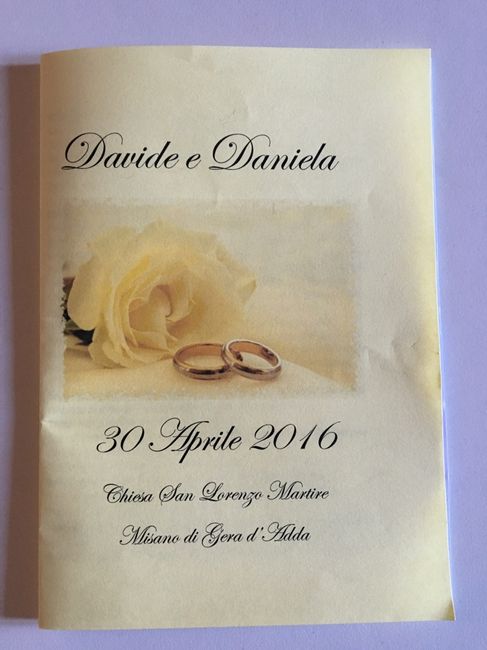 Davide e Daniela
30 Aprile 2016
Chiesa San Lorenzo Martire
Misano di Gera d'Adda